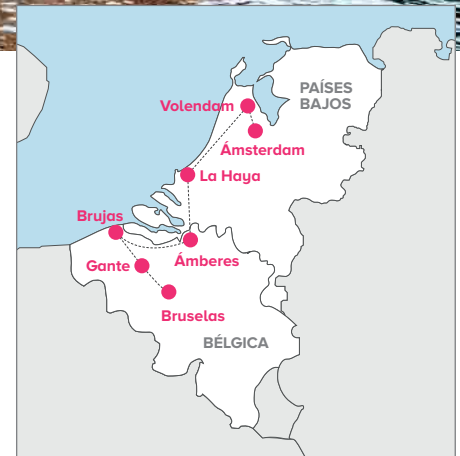 PAÍSES
BAJOS
Volendam
Ámsterdam
La Haya
Brujas
Ámberes
Gante
Bruselas
BÉLGICA